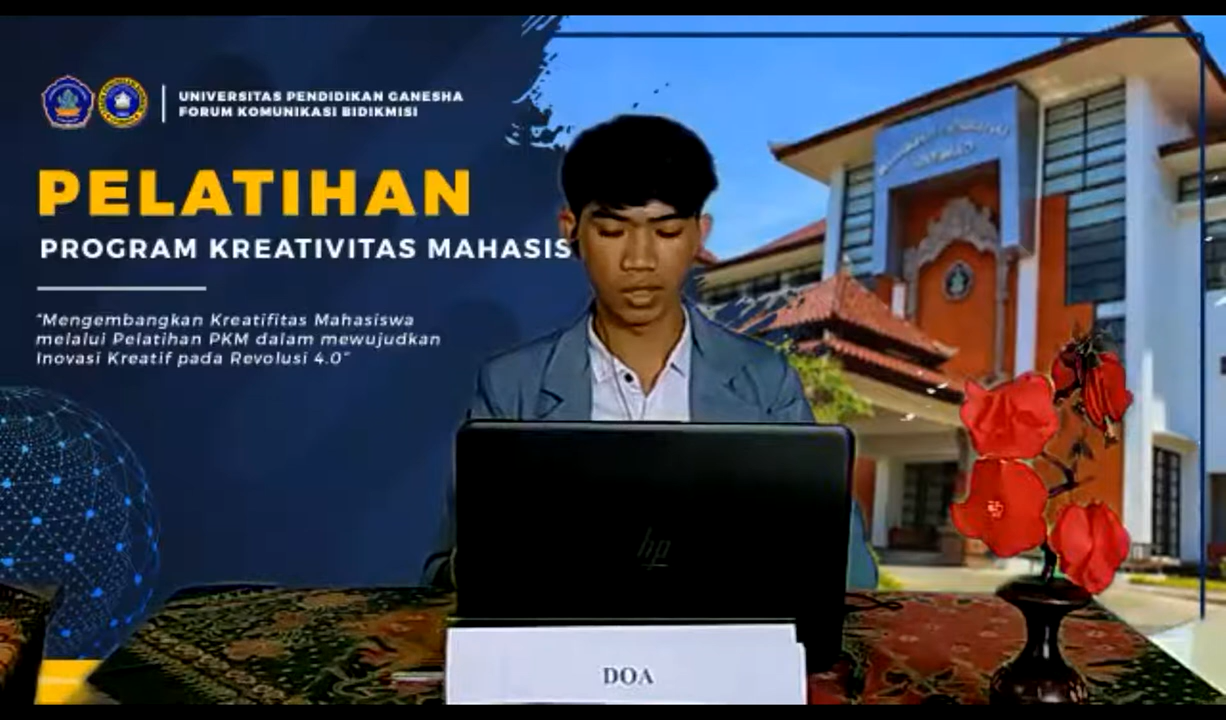 UNIVERSITAS PENDIDIKAN GANESHA
FORUM KOMUNIKASI BIDIKMISI
PELATIHAN
PROGRAM KREATIVITAS MAHASIS
"Mengembangkan Kreatifitas Mahasiswa
melalui Pelatihan PKM dalam mewujudkan
Inovasi Kreatif pada Revolusi 4.0"
hp
DOA